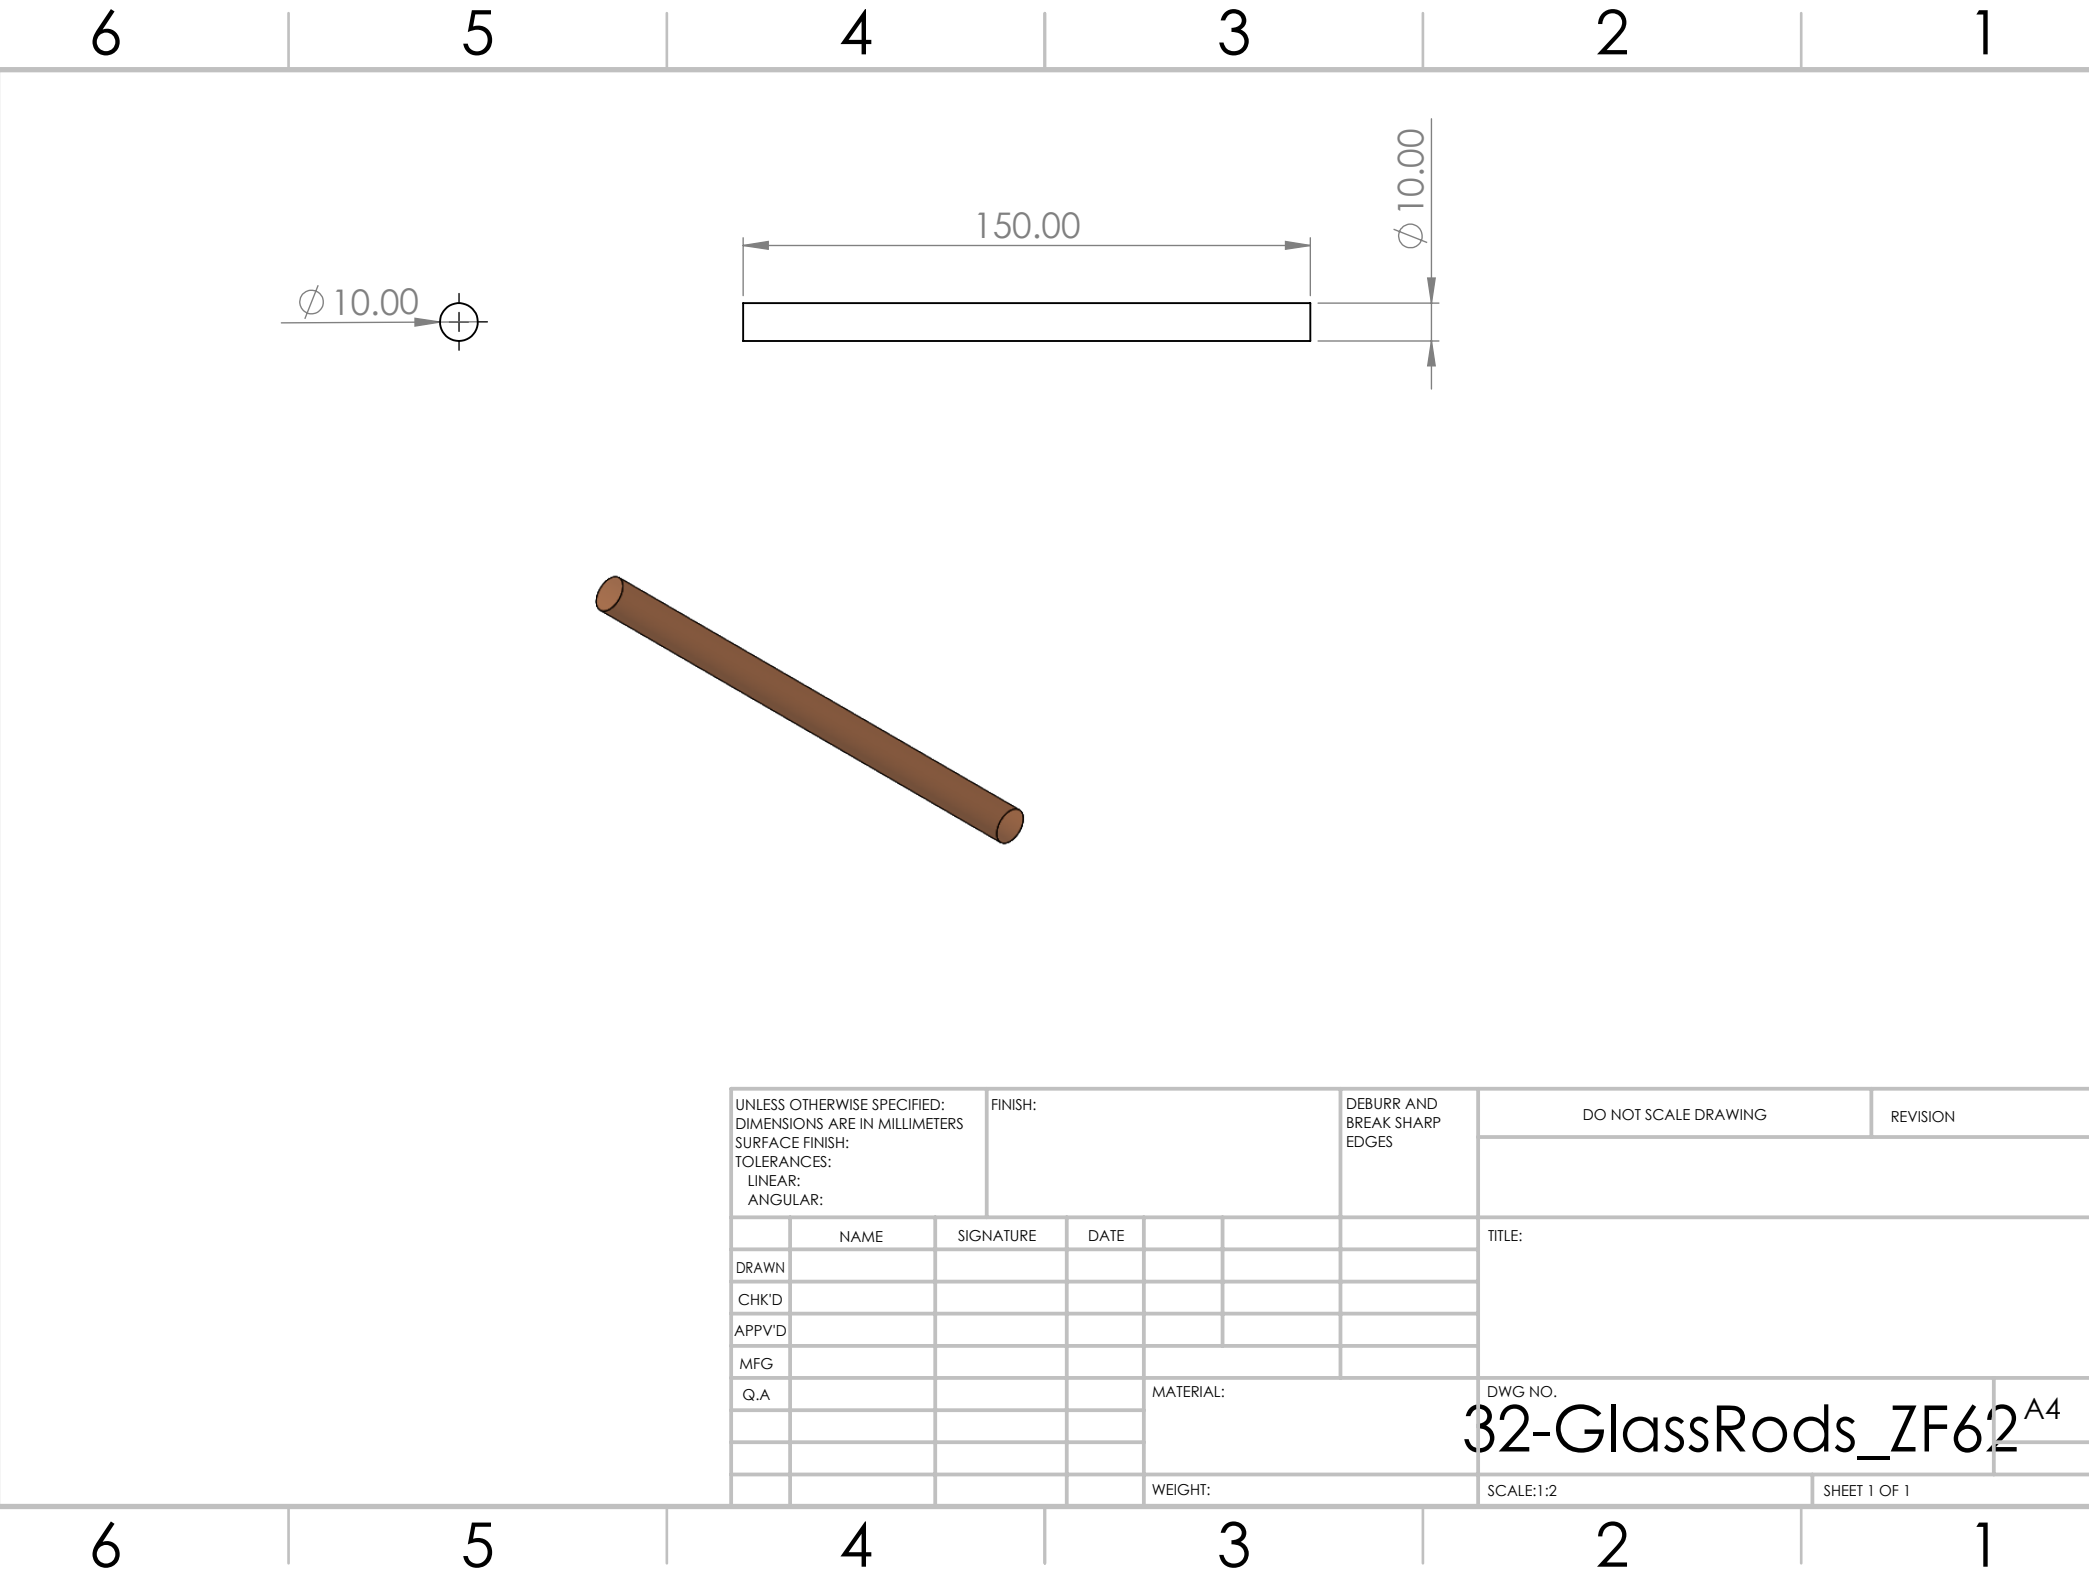 6 5 4 3 2 1
150.00
⌀10.00
⌀10.00
UNLESS OTHERWISE SPECIFIED:
DIMENSIONS ARE IN MILLIMETERS
SURFACE FINISH:
TOLERANCES:
LINEAR:
ANGULAR:
FINISH:
DEBURR AND
BREAK SHARP
EDGES
DO NOT SCALE DRAWING
REVISION
NAME SIGNATURE DATE
TITLE:
DRAWN
CHK'D
APPV'D
MFG
Q.A
MATERIAL:
DWG NO.
32-GlassRods_ZF62
A4
WEIGHT:
SCALE:1:2
SHEET 1 OF 1
6 5 4 3 2 1